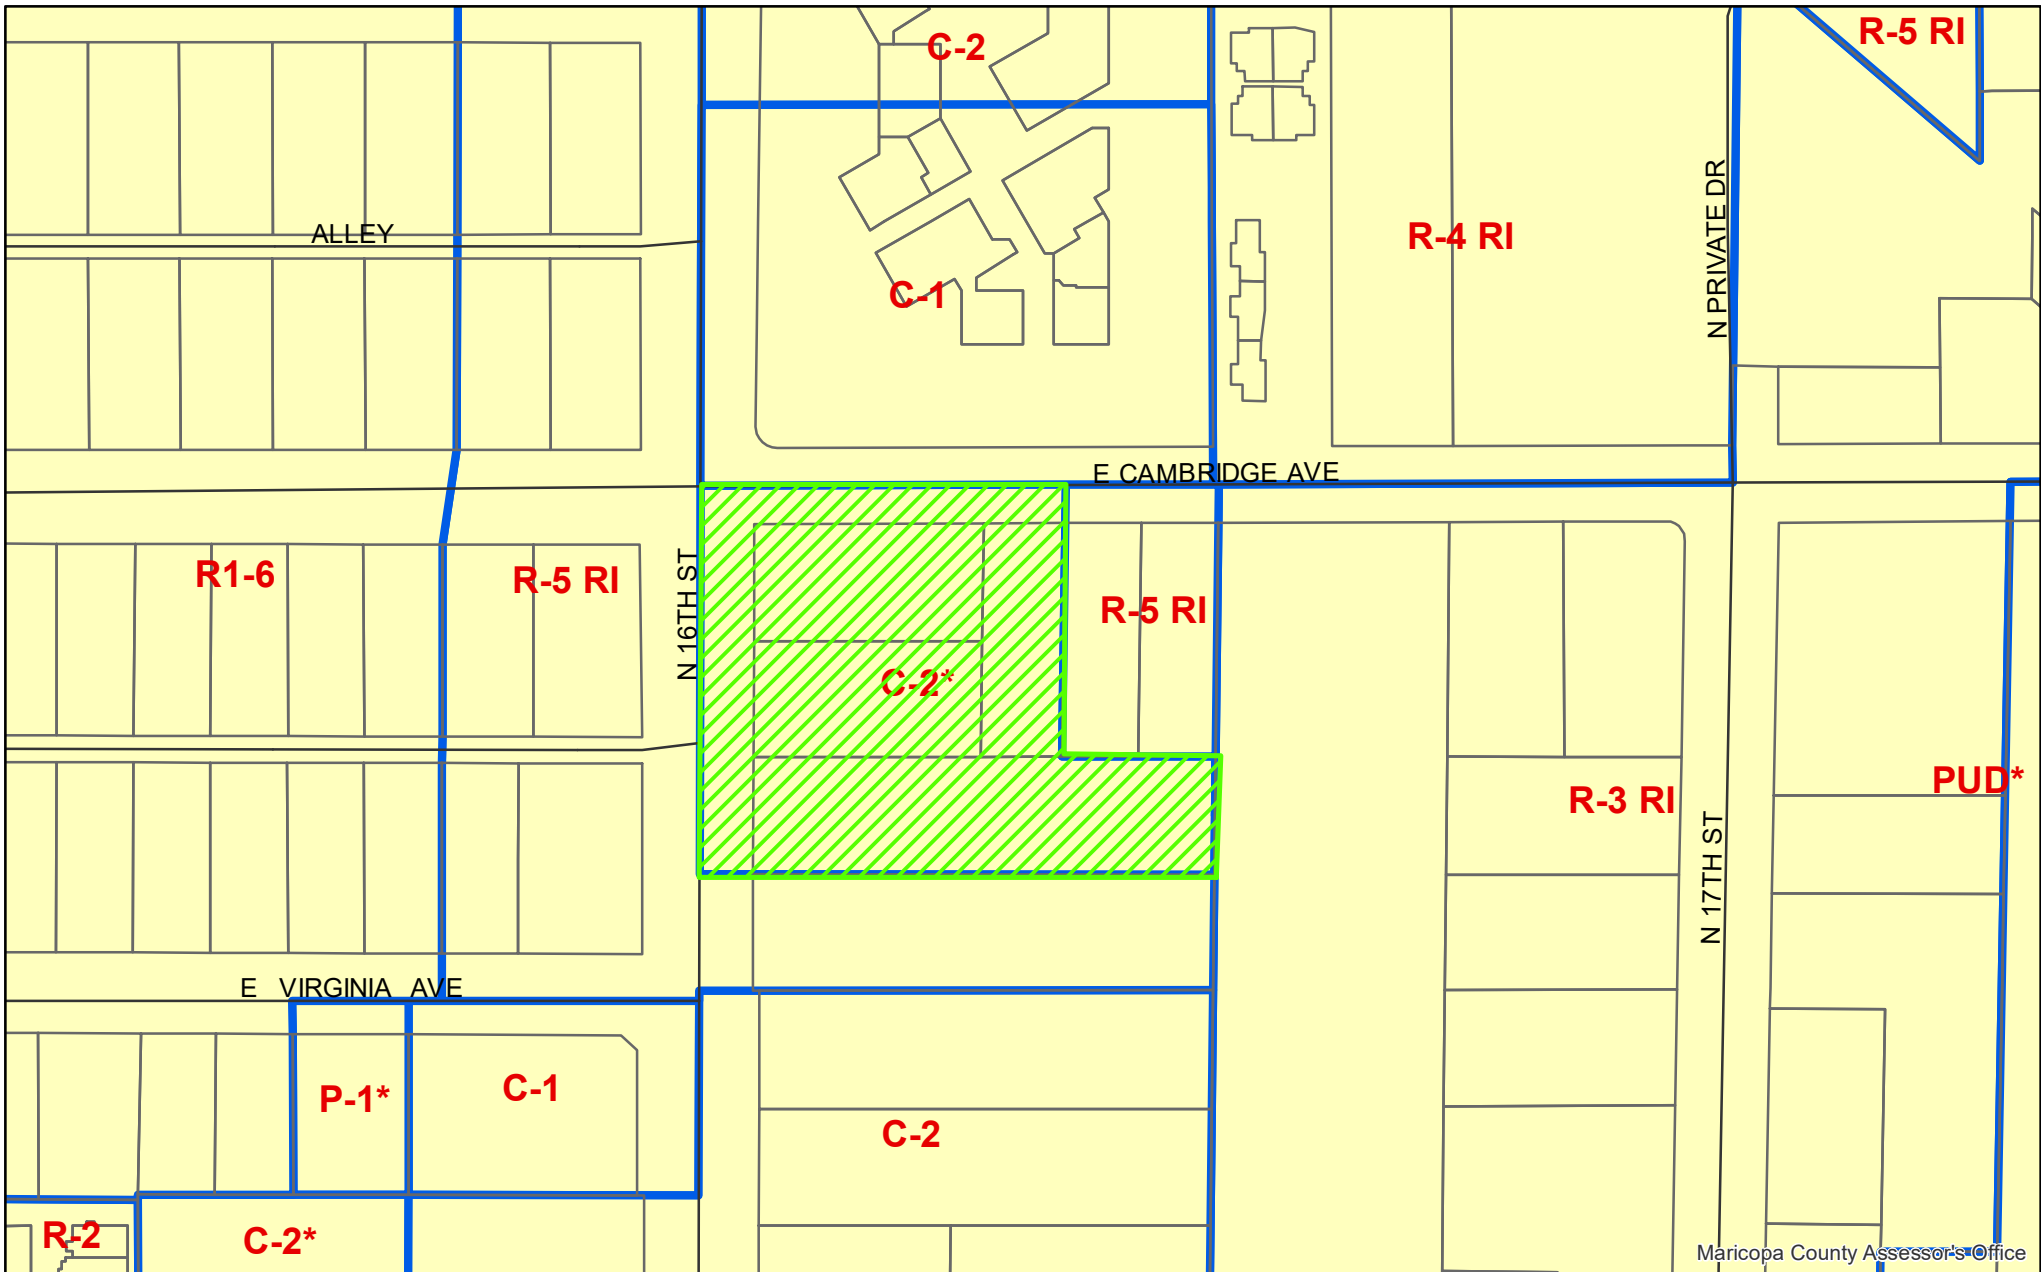 R-5 RI
C-2
N PRIVATE DR
ALLEY
R-4 RI
C-1
E CAMBRIDGE AVE
N 16TH ST
R1-6
R-5 RI
R-5 RI
C-2*
PUD*
R-3 RI
N 17TH ST
E VIRGINIA AVE
P-1*
C-1
C-2
R-2
C-2*
Maricopa County Assessor's Office